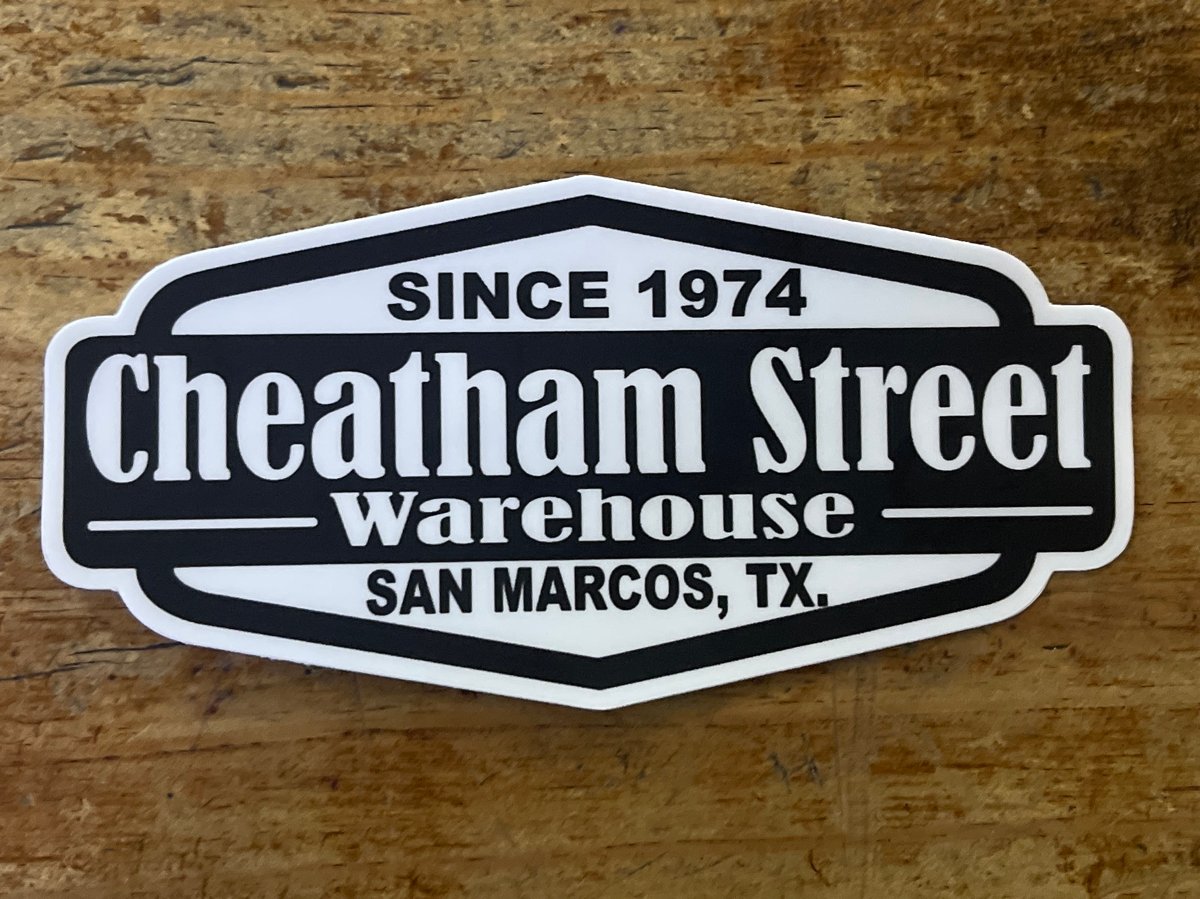 SINCE 1974
Cheatham Street
Warehouse
SAN MARCOS, TX.